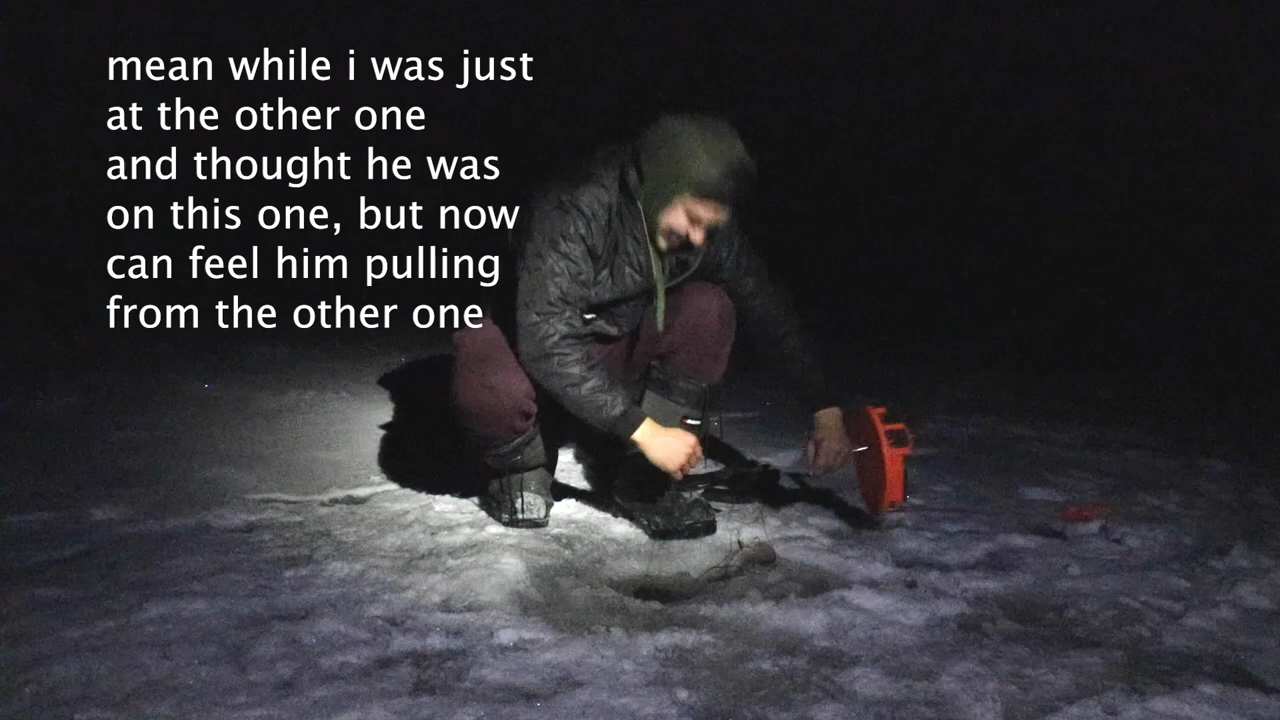 mean while i was just
at the other one
and thought he was
on this one, but now
can feel him pulling
from the other one